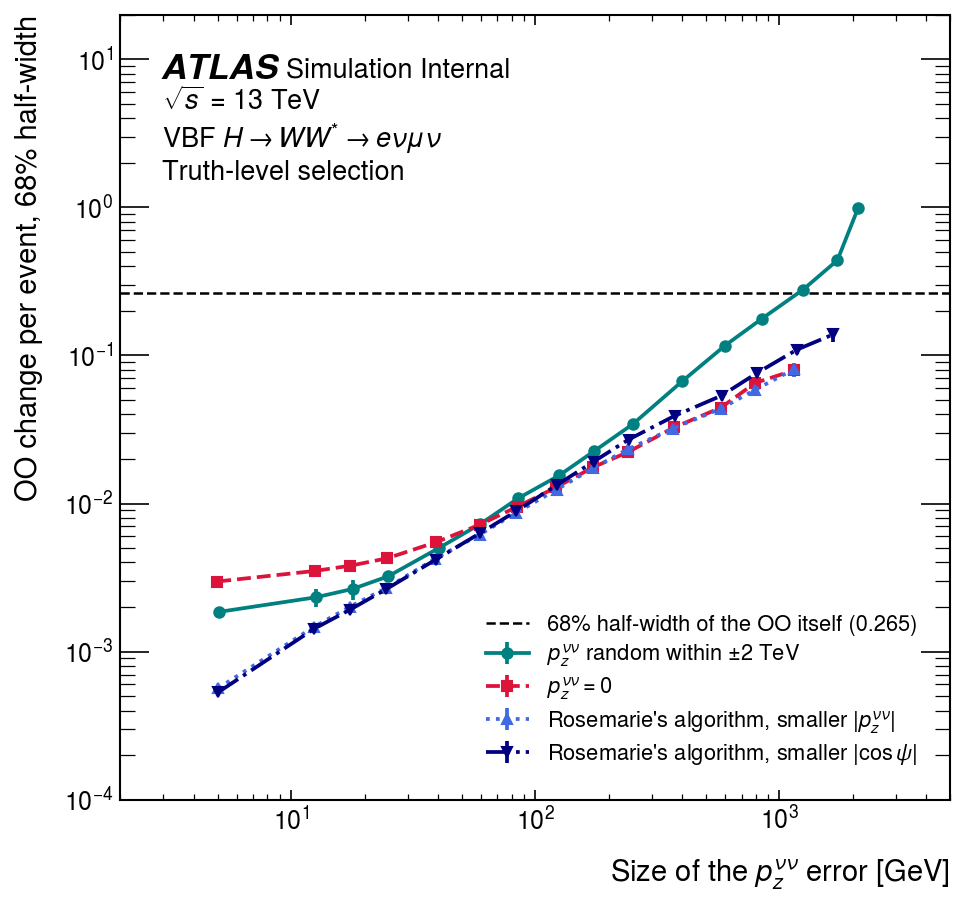 ATLAS Simulation Internal
√s = 13 TeV
VBF H → WW* → eνμν
Truth-level selection
OO change per event, 68% half-width
10¹
10⁰
10⁻¹
10⁻²
10⁻³
10⁻⁴
68% half-width of the OO itself (0.265)
p_z^{νν} random within ±2 TeV
p_z^{νν} = 0
Rosemarie's algorithm, smaller |p_z^{νν}|
Rosemarie's algorithm, smaller |cos ψ|
10¹ 10² 10³
Size of the p_z^{νν} error [GeV]